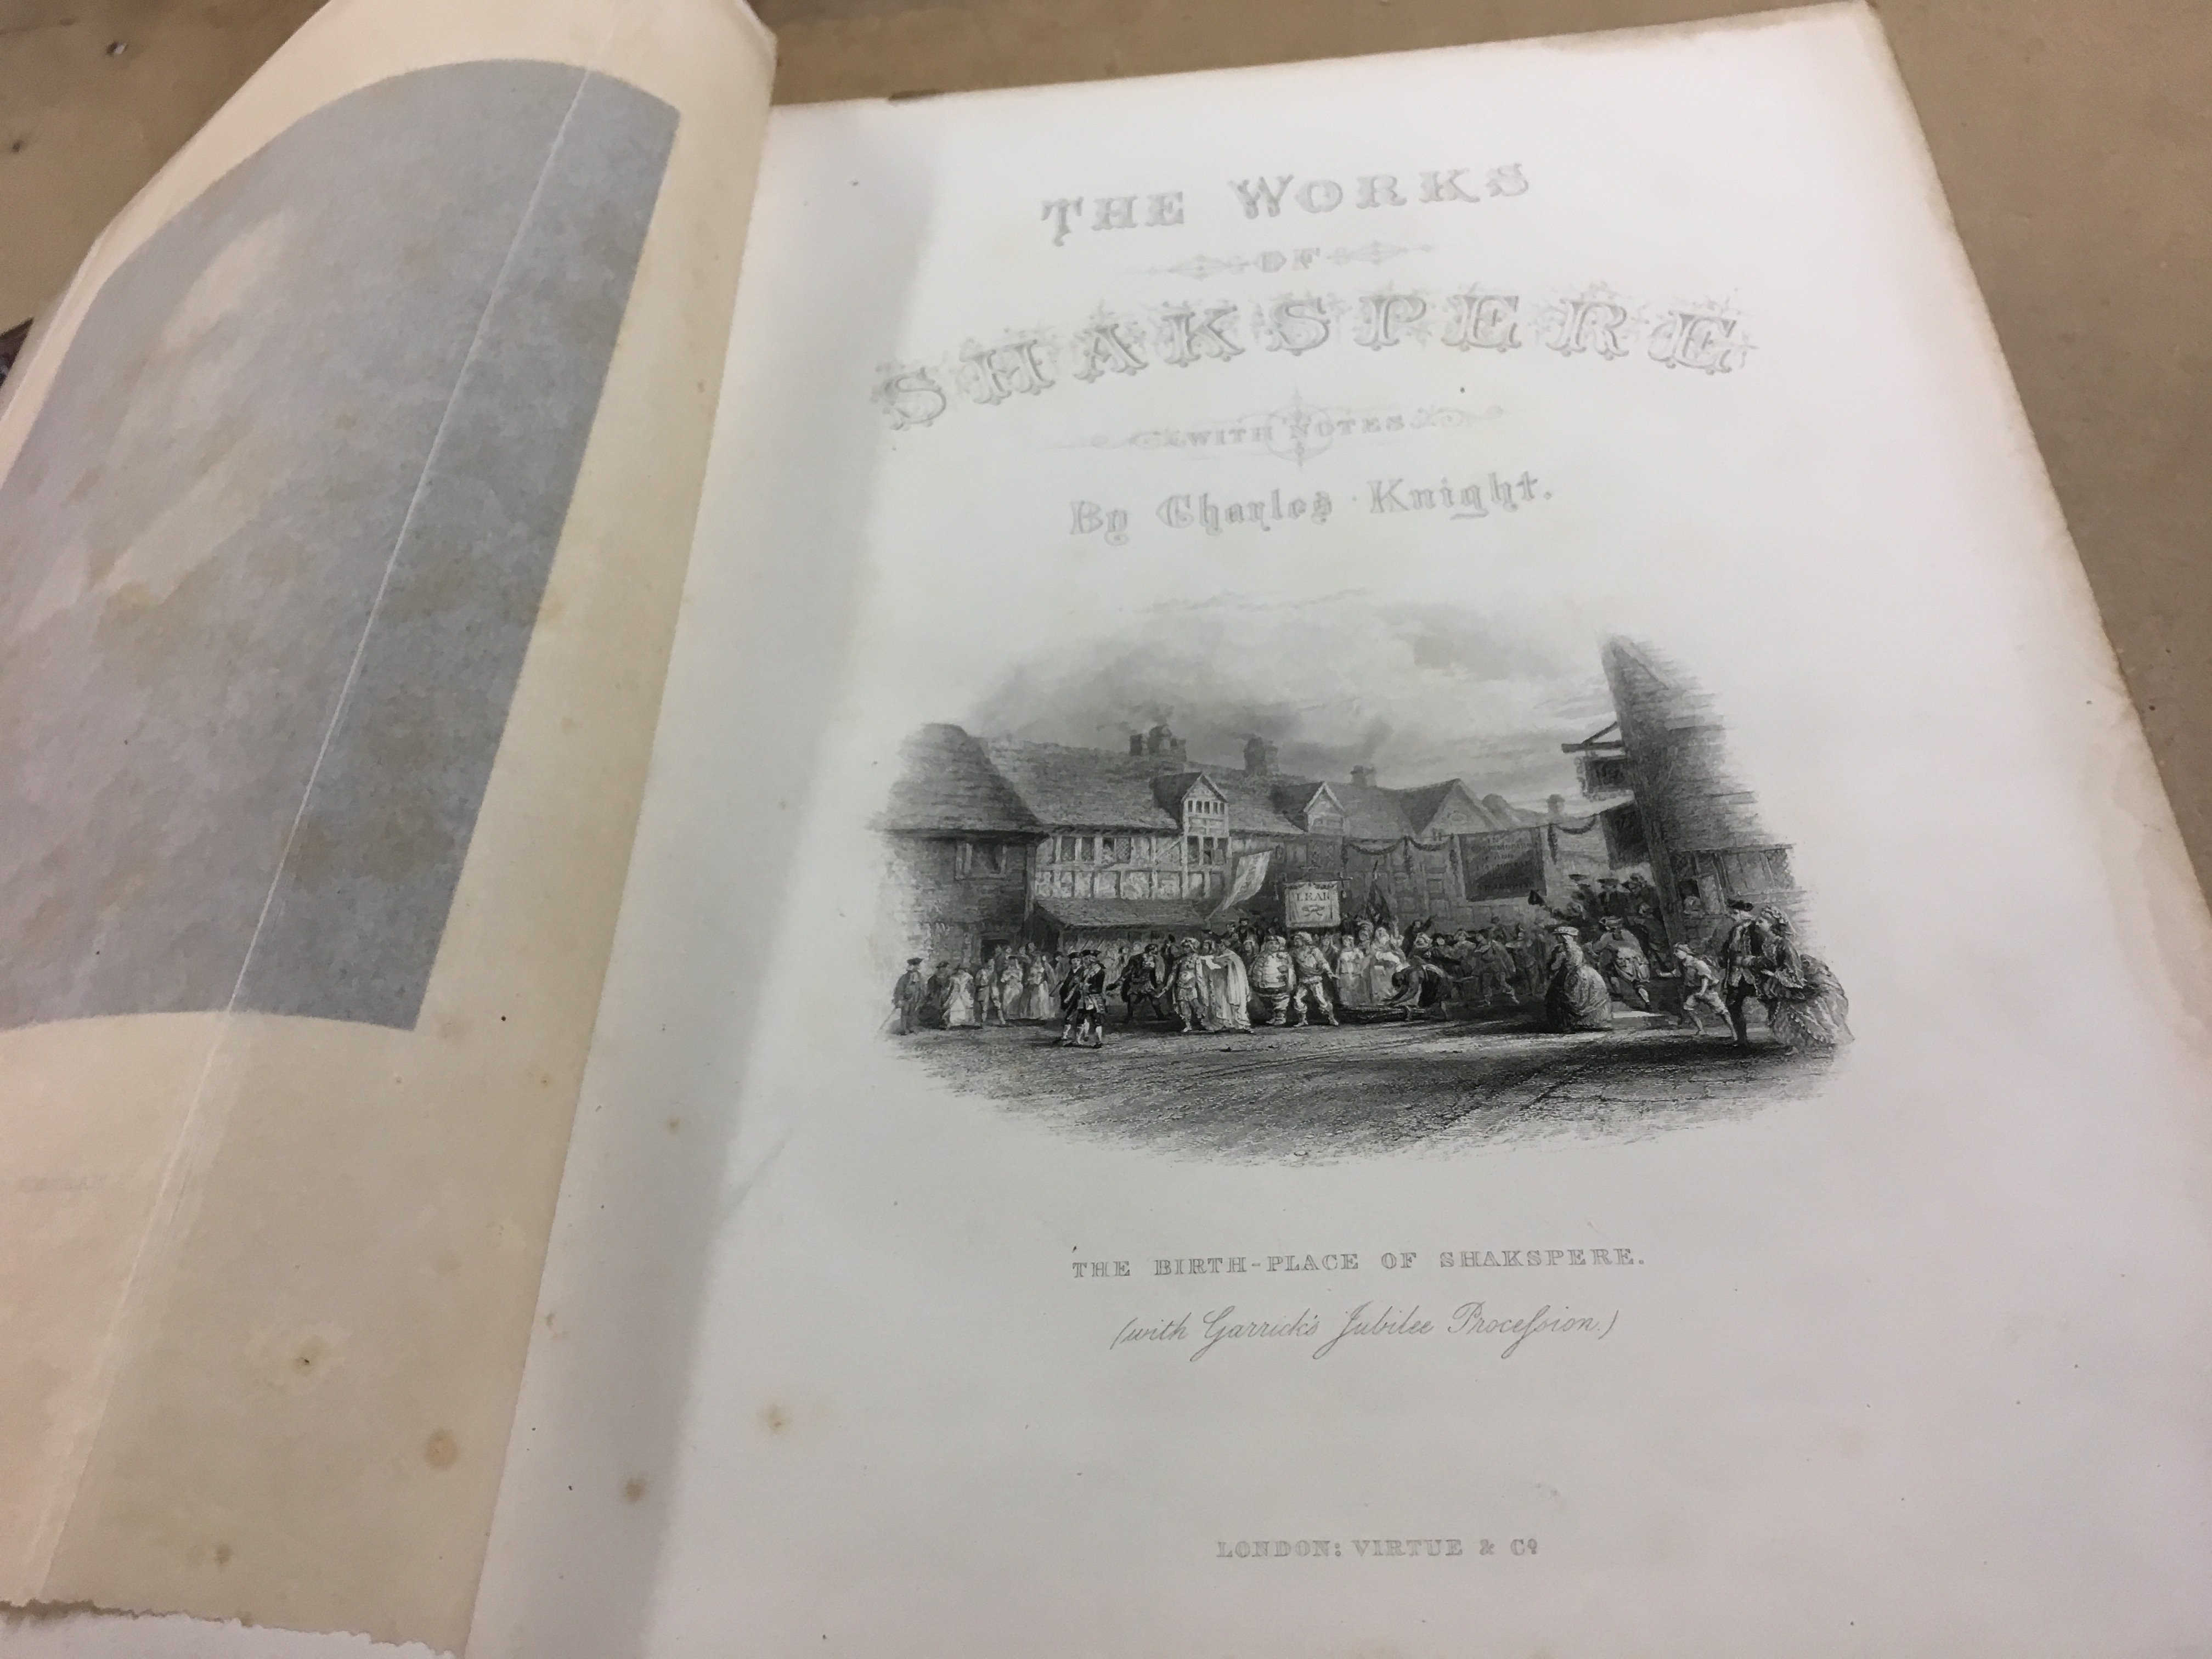 THE WORKS
OF
SHAKSPERE
WITH NOTES
By Charles Knight.
LEAR
THE BIRTH-PLACE OF SHAKSPERE.
(with Garrick's Jubilee Procession.)
LONDON: VIRTUE & Co